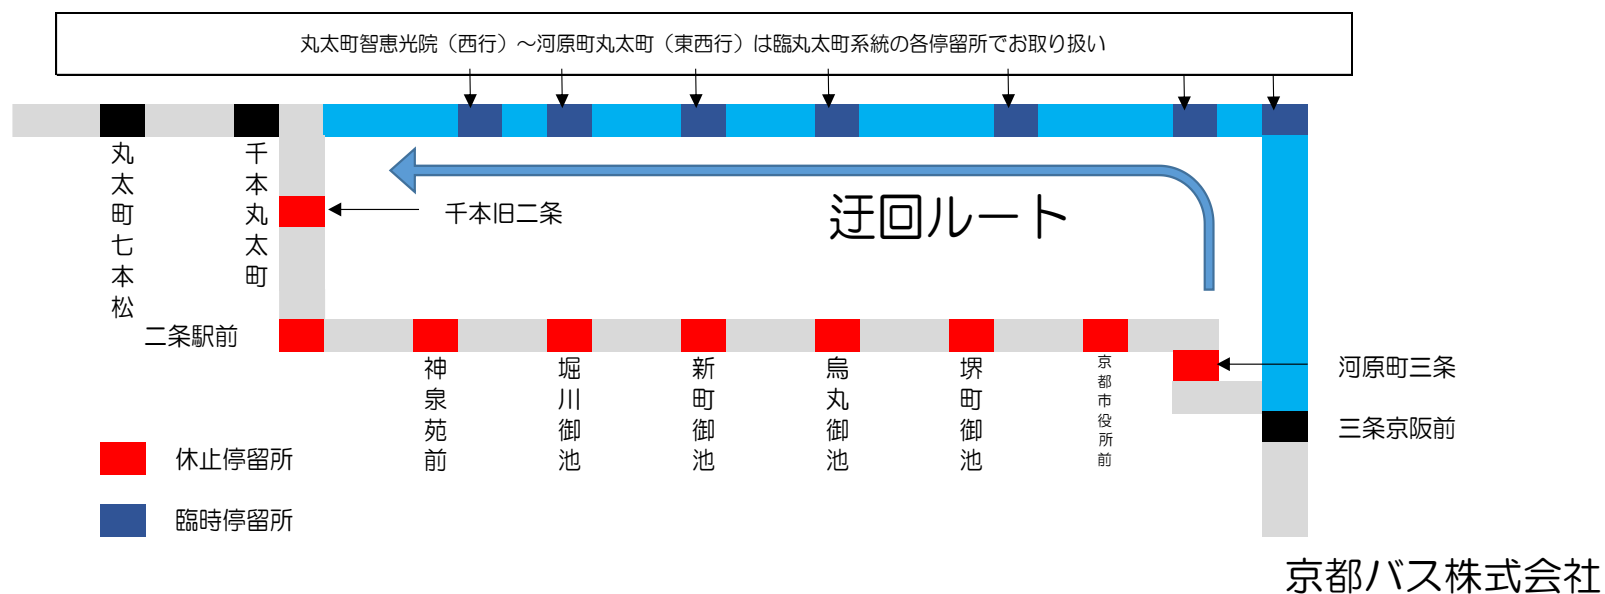 丸太町智恵光院（西行）～河原町丸太町（東西行）は臨丸太町系統の各停留所でお取り扱い
丸太町七本松
千本丸太町
千本旧二条
迂回ルート
二条駅前
神泉苑前
堀川御池
新町御池
烏丸御池
堺町御池
京都市役所前
河原町三条
三条京阪前
休止停留所
臨時停留所
京都バス株式会社